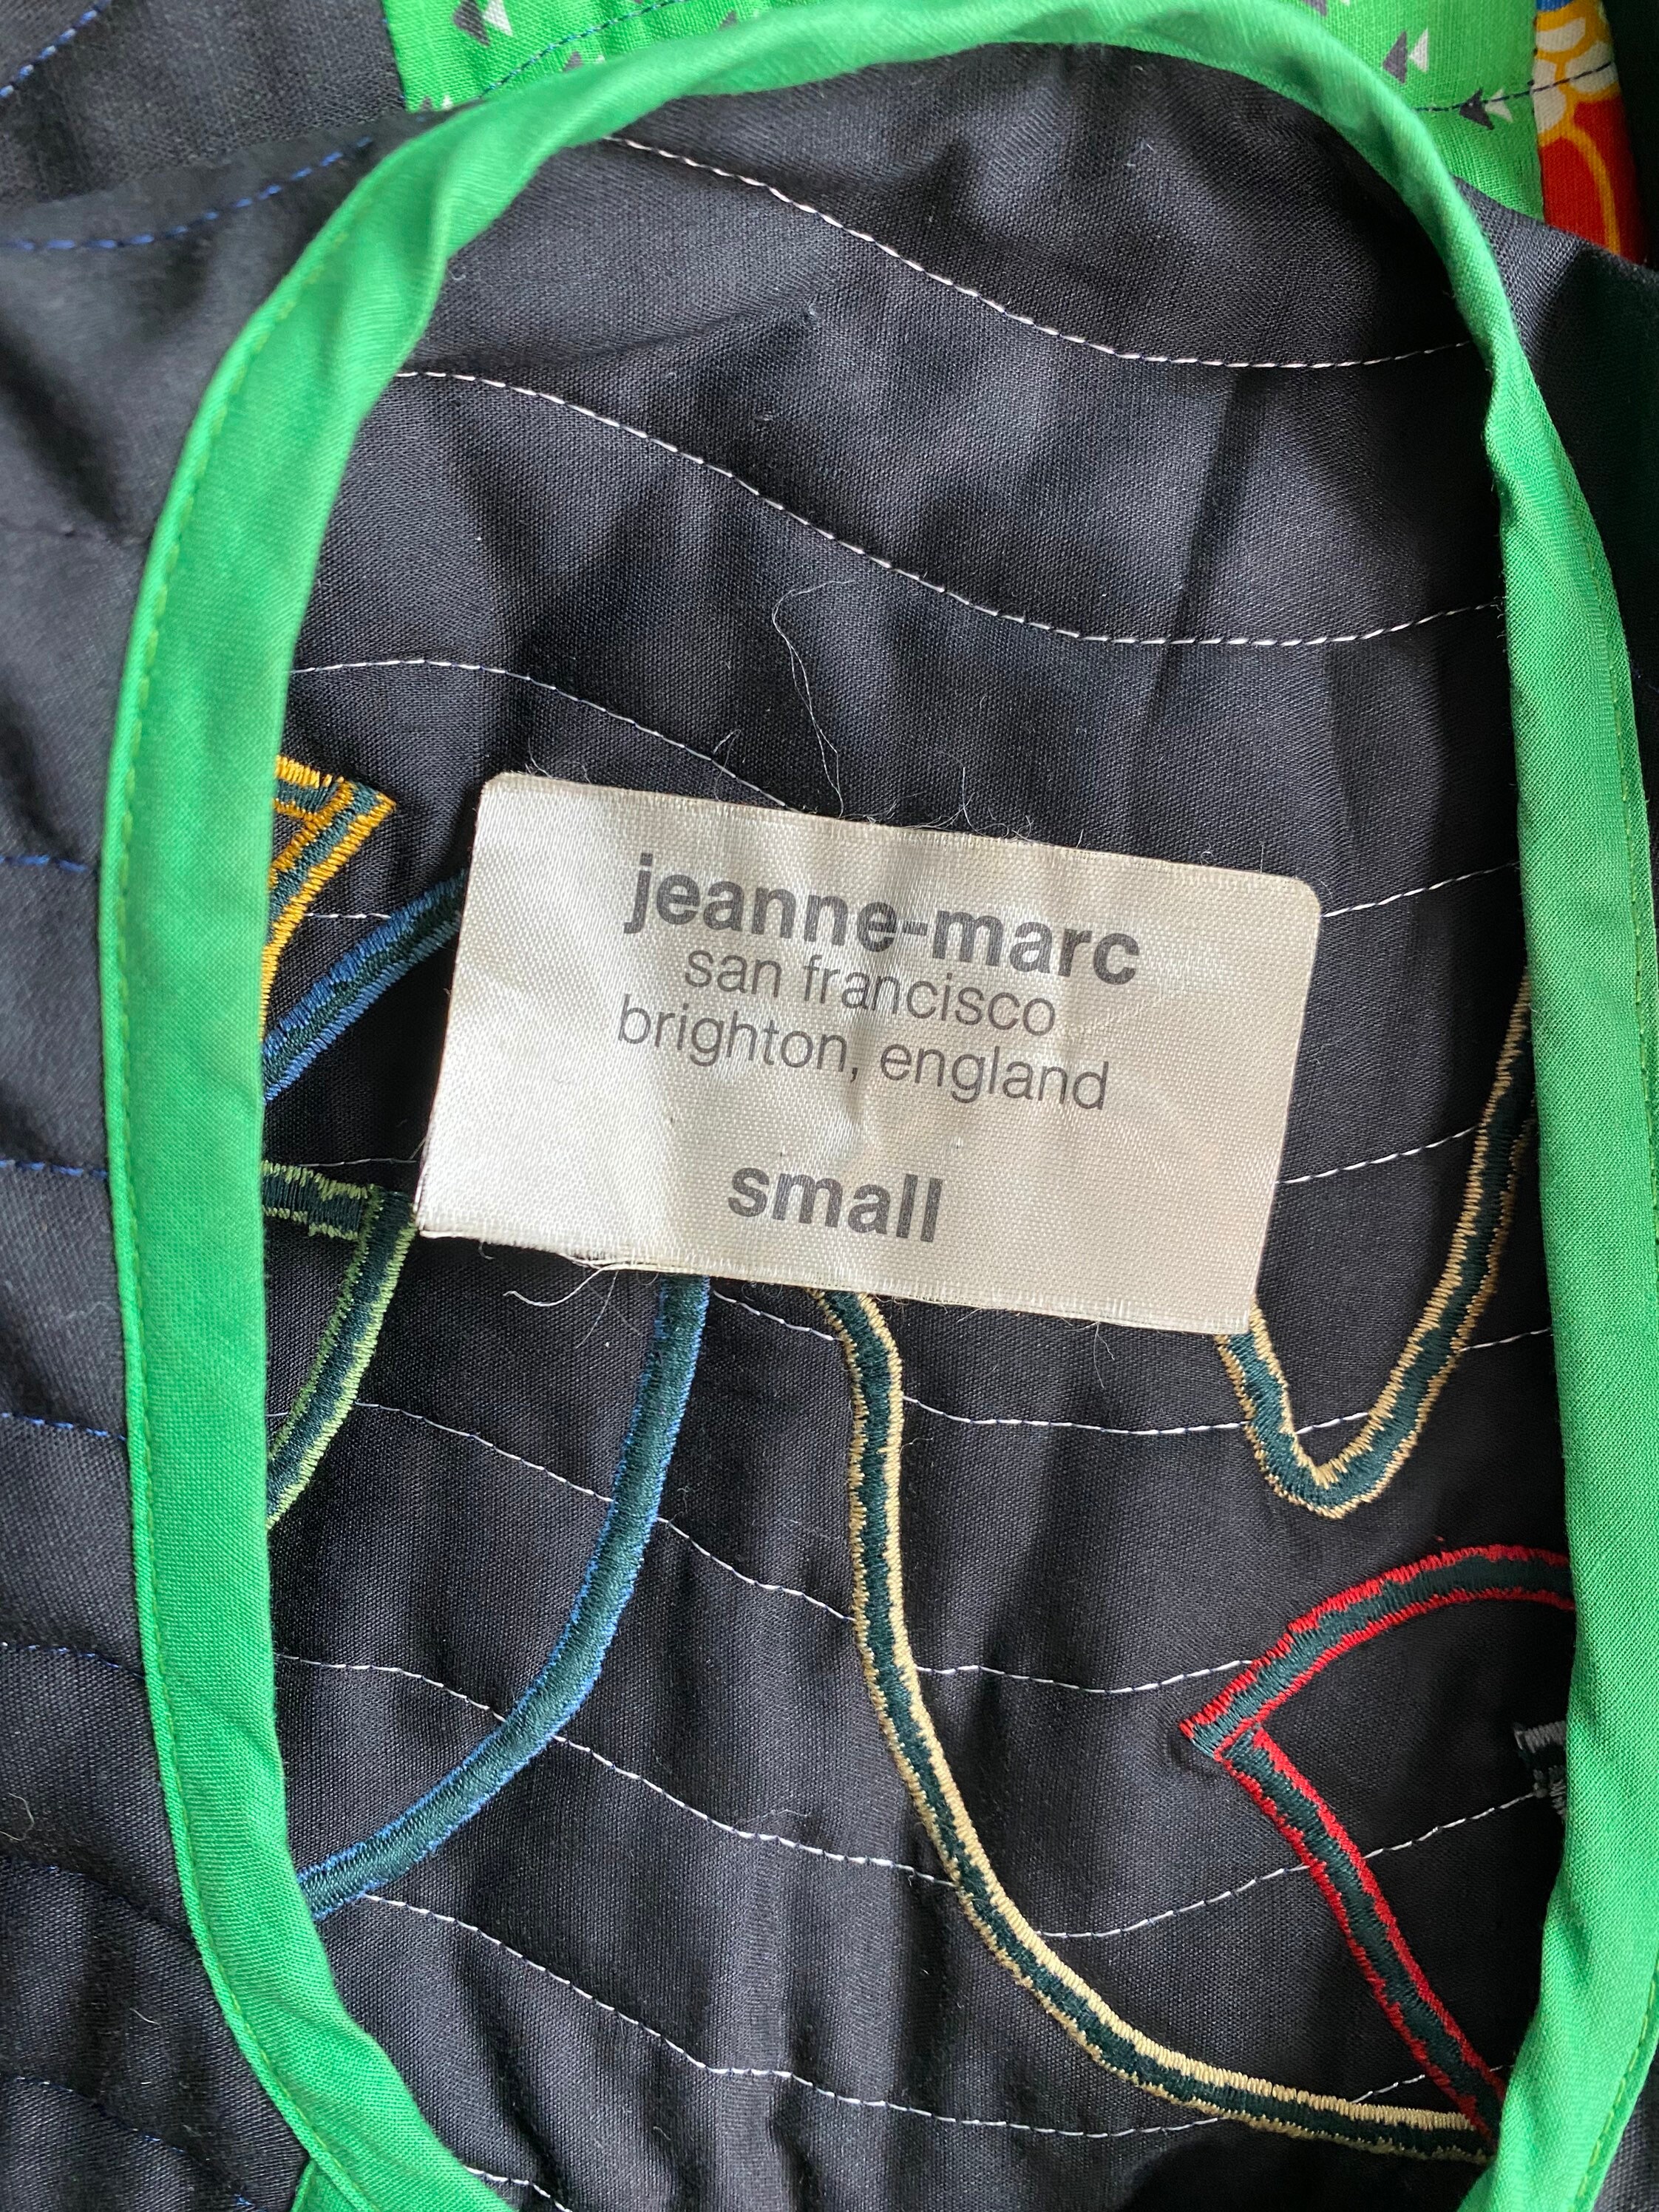 jeanne-marc
san francisco
brighton, england
small